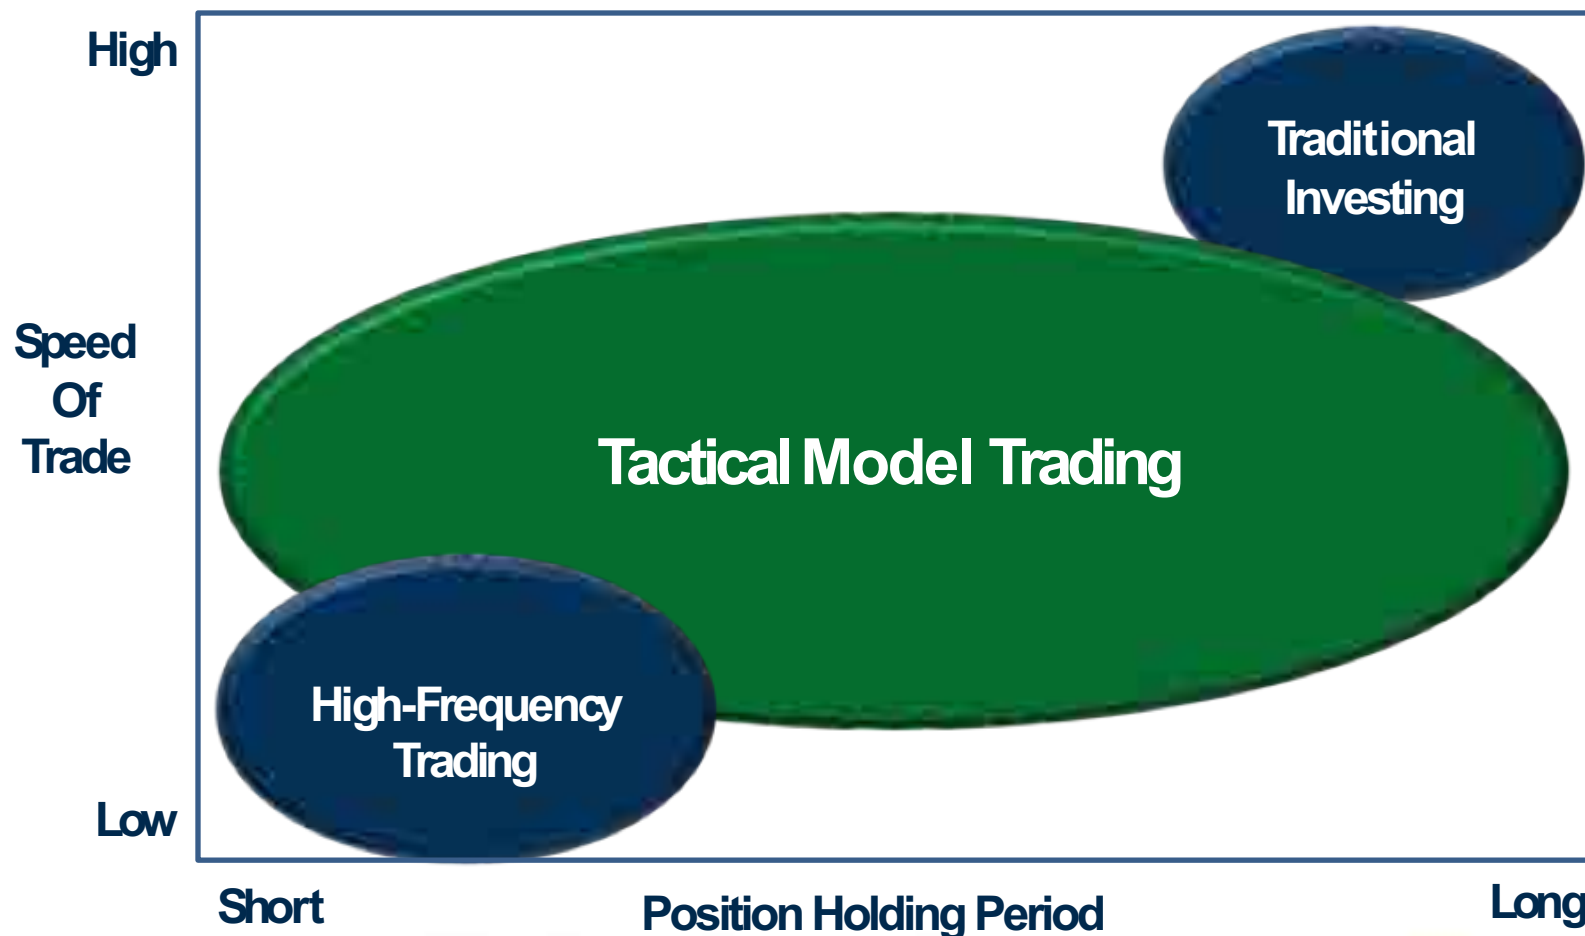 High
Traditional
Investing
Speed
Of
Trade
Tactical Model Trading
High-Frequency
Trading
Low
Short
Position Holding Period
Long